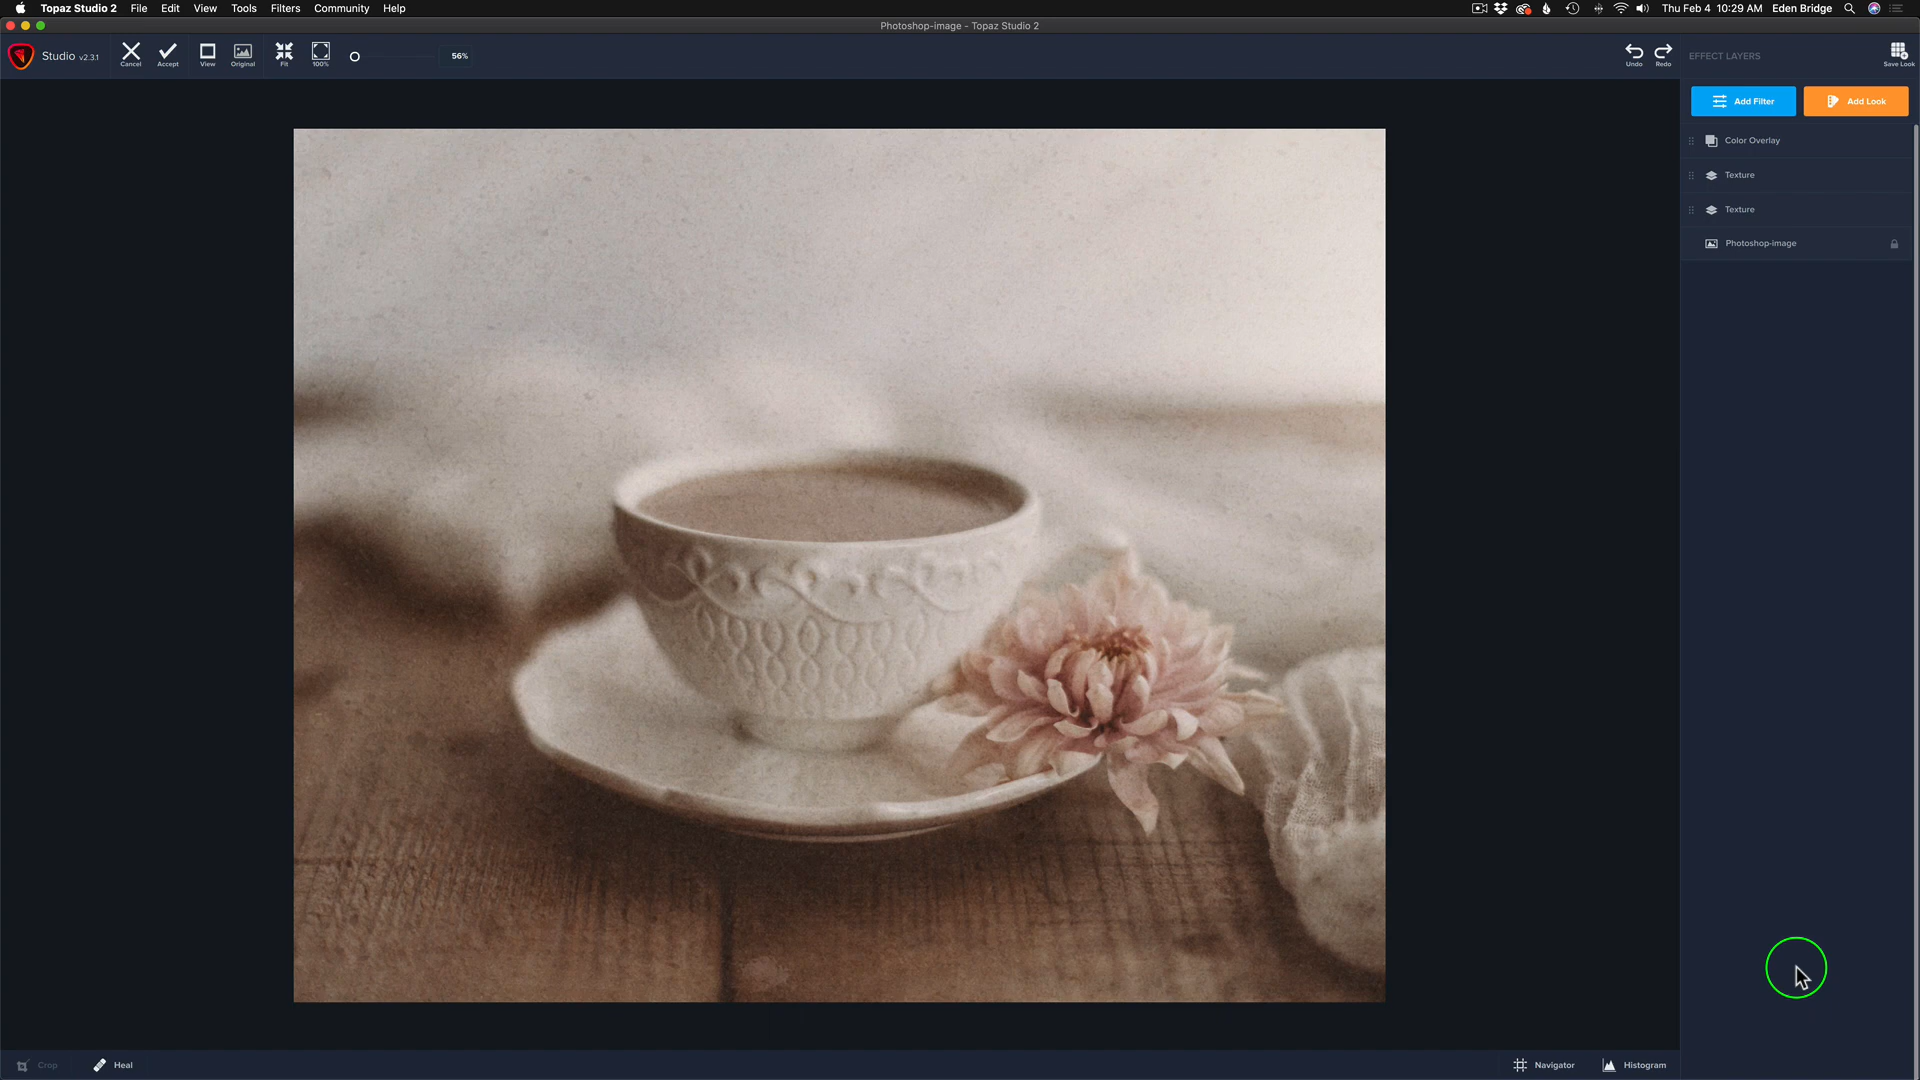 Topaz Studio 2 File Edit View Tools Filters Community Help Thu Feb 4 10:29 AM Eden Bridge
Photoshop-image - Topaz Studio 2
Studio v2.3.1 Cancel Accept View Original Fit 100% 56% Undo Redo EFFECT LAYERS Save Look
Add Filter Add Look
Color Overlay
Texture
Texture
Photoshop-image
Crop Heal Navigator Histogram